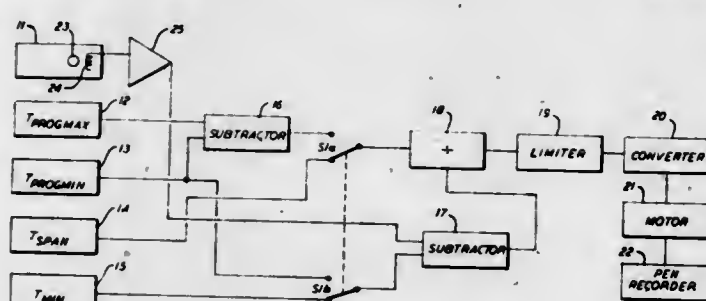 11
23
24
25
12
TPROGMAX
16
SUBTRACTOR
13
TPROGMIN
S1a
18
÷
19
LIMITER
20
CONVERTER
21
MOTOR
22
PEN
RECORDER
14
TSPAN
17
SUBTRACTOR
15
TMIN
S1b